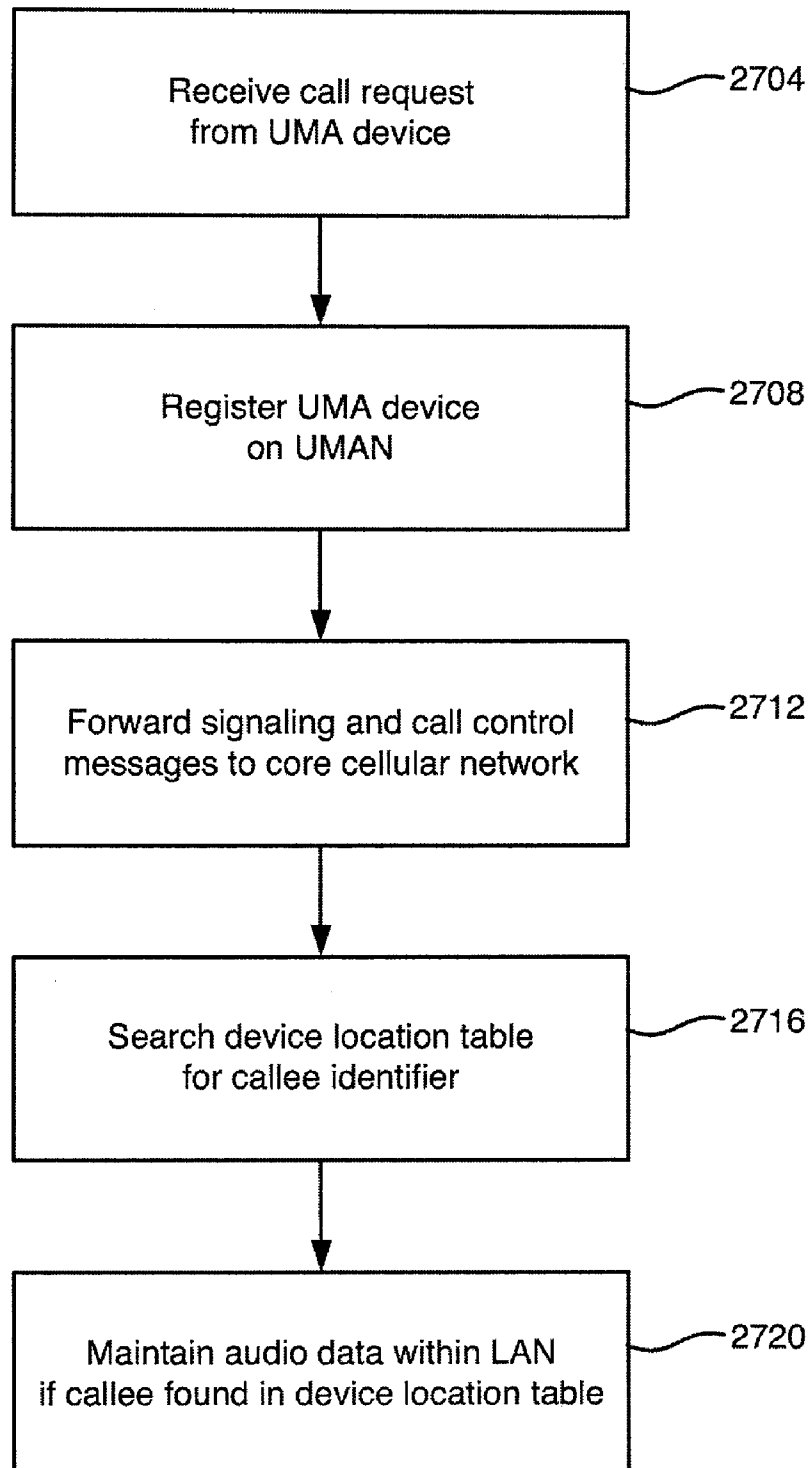 Receive call request
from UMA device
2704
Register UMA device
on UMAN
2708
Forward signaling and call control
messages to core cellular network
2712
Search device location table
for callee identifier
2716
Maintain audio data within LAN
if callee found in device location table
2720